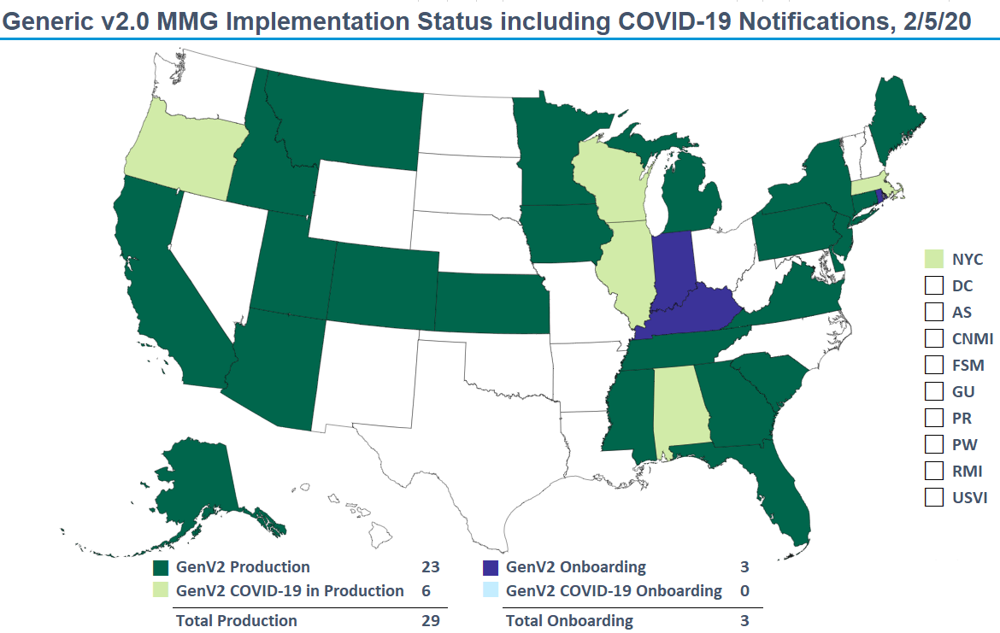 Generic v2.0 MMG Implementation Status including COVID-19 Notifications, 2/5/20
NYC
DC
AS
CNMI
FSM
GU
PR
PW
RMI
USVI
GenV2 Production 23 GenV2 Onboarding 3
GenV2 COVID-19 in Production 6 GenV2 COVID-19 Onboarding 0
Total Production 29 Total Onboarding 3